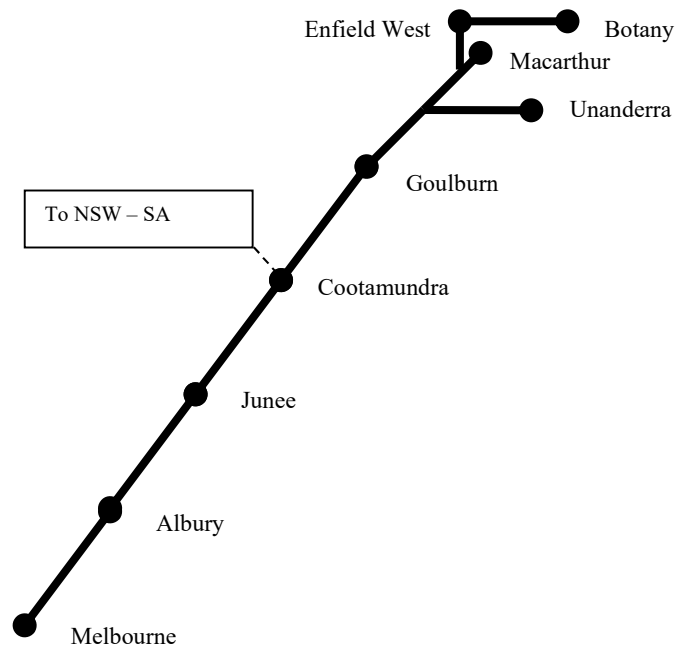 Enfield West
Botany
Macarthur
Unanderra
Goulburn
To NSW – SA
Cootamundra
Junee
Albury
Melbourne